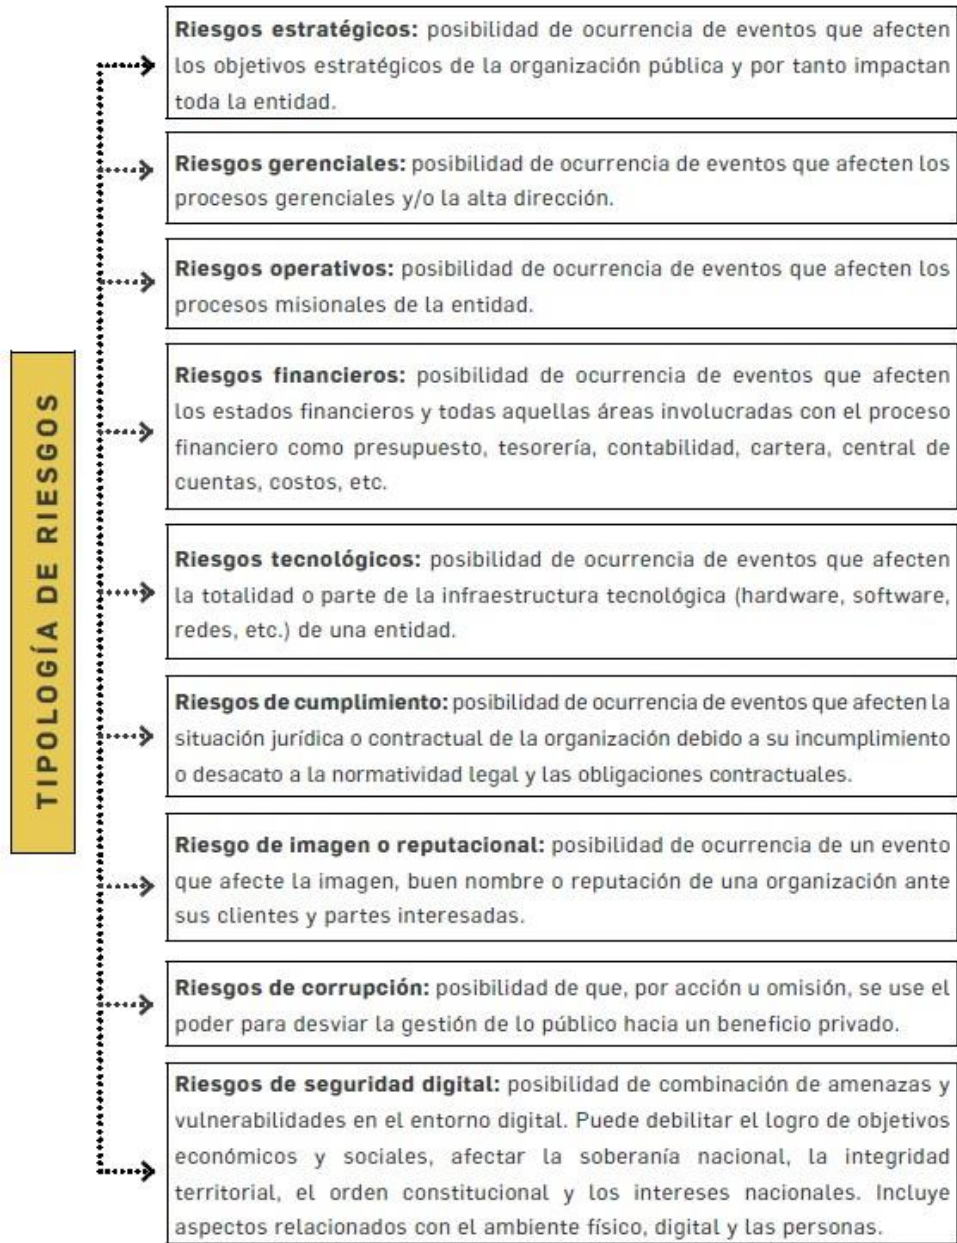 TIPOLOGÍA DE RIESGOS
Riesgos estratégicos: posibilidad de ocurrencia de eventos que afecten
los objetivos estratégicos de la organización pública y por tanto impactan
toda la entidad.
Riesgos gerenciales: posibilidad de ocurrencia de eventos que afecten los
procesos gerenciales y/o la alta dirección.
Riesgos operativos: posibilidad de ocurrencia de eventos que afecten los
procesos misionales de la entidad.
Riesgos financieros: posibilidad de ocurrencia de eventos que afecten
los estados financieros y todas aquellas áreas involucradas con el proceso
financiero como presupuesto, tesorería, contabilidad, cartera, central de
cuentas, costos, etc.
Riesgos tecnológicos: posibilidad de ocurrencia de eventos que afecten
la totalidad o parte de la infraestructura tecnológica (hardware, software,
redes, etc.) de una entidad.
Riesgos de cumplimiento: posibilidad de ocurrencia de eventos que afecten la
situación jurídica o contractual de la organización debido a su incumplimiento
o desacato a la normatividad legal y las obligaciones contractuales.
Riesgo de imagen o reputacional: posibilidad de ocurrencia de un evento
que afecte la imagen, buen nombre o reputación de una organización ante
sus clientes y partes interesadas.
Riesgos de corrupción: posibilidad de que, por acción u omisión, se use el
poder para desviar la gestión de lo público hacia un beneficio privado.
Riesgos de seguridad digital: posibilidad de combinación de amenazas y
vulnerabilidades en el entorno digital. Puede debilitar el logro de objetivos
económicos y sociales, afectar la soberanía nacional, la integridad
territorial, el orden constitucional y los intereses nacionales. Incluye
aspectos relacionados con el ambiente físico, digital y las personas.